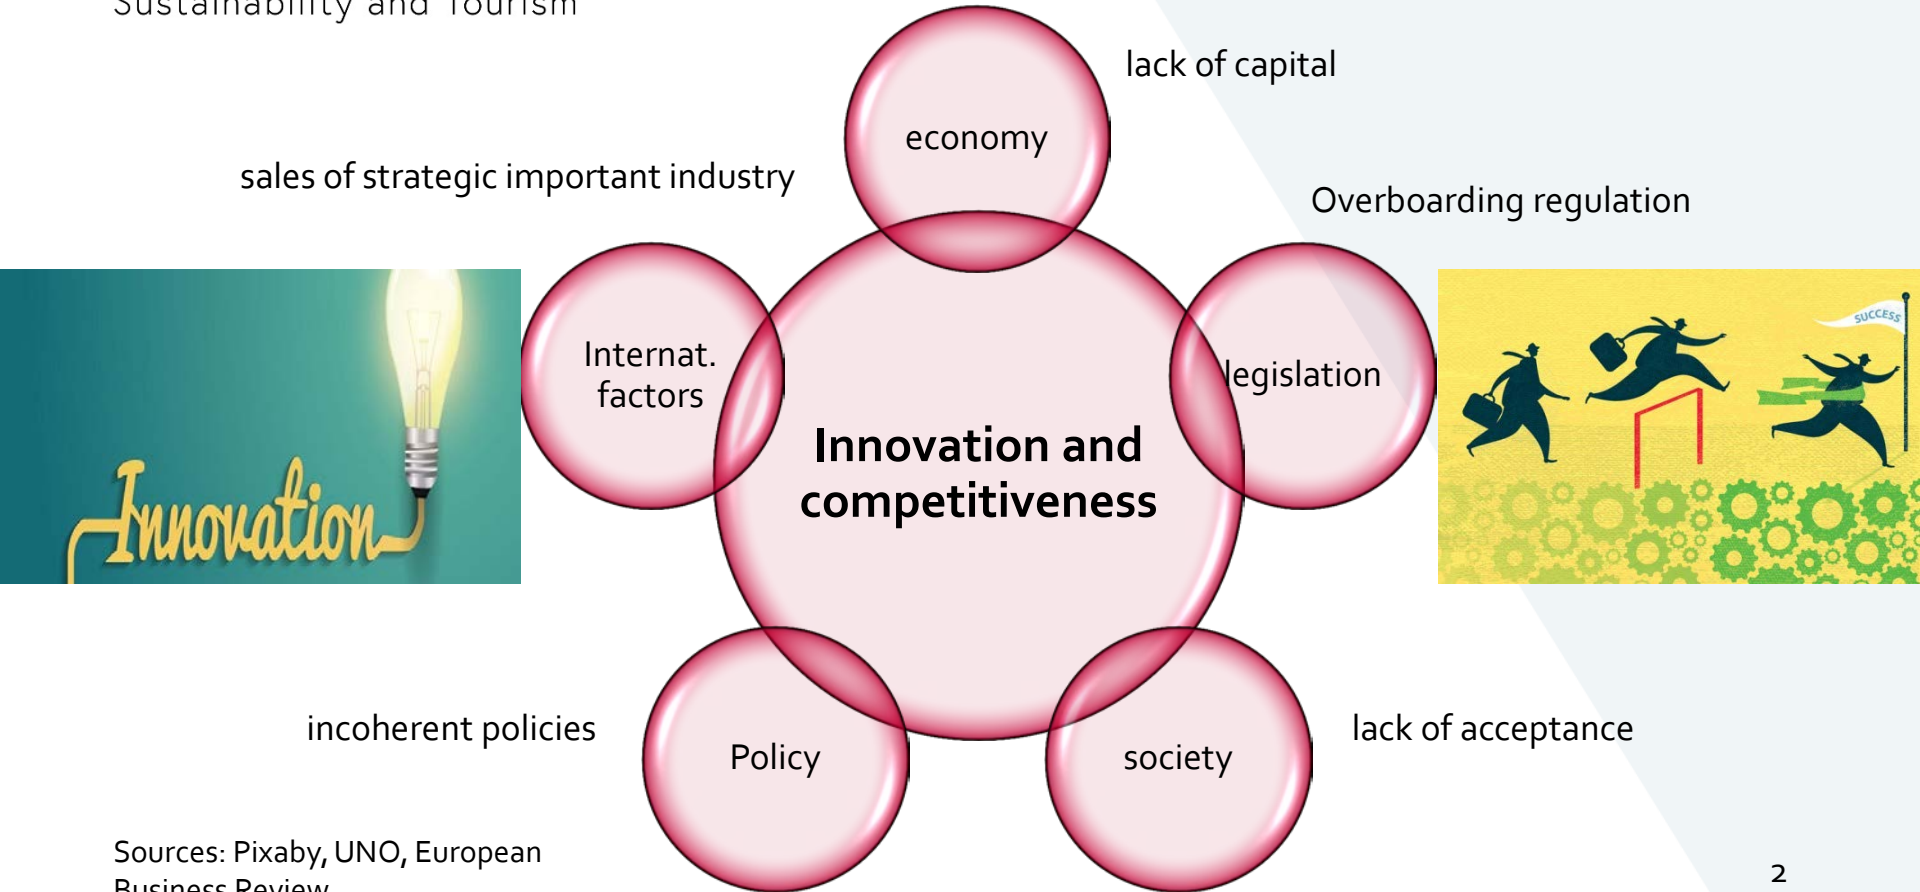 Sustainability and Tourism
lack of capital
economy
sales of strategic important industry
Overboarding regulation
Internat.
factors
legislation
SUCCESS
Innovation and
competitiveness
Innovation
incoherent policies
Policy
society
lack of acceptance
Sources: Pixaby, UNO, European
Business Review
2